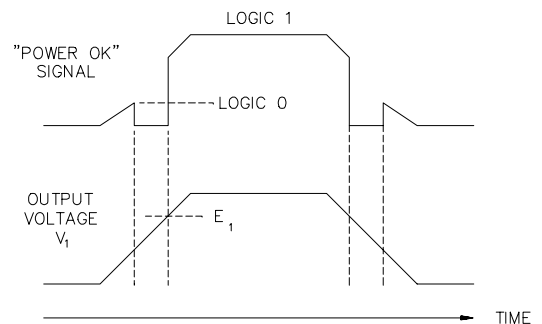 LOGIC 1
"POWER OK"
SIGNAL
LOGIC 0
OUTPUT
VOLTAGE
V1
E1
TIME